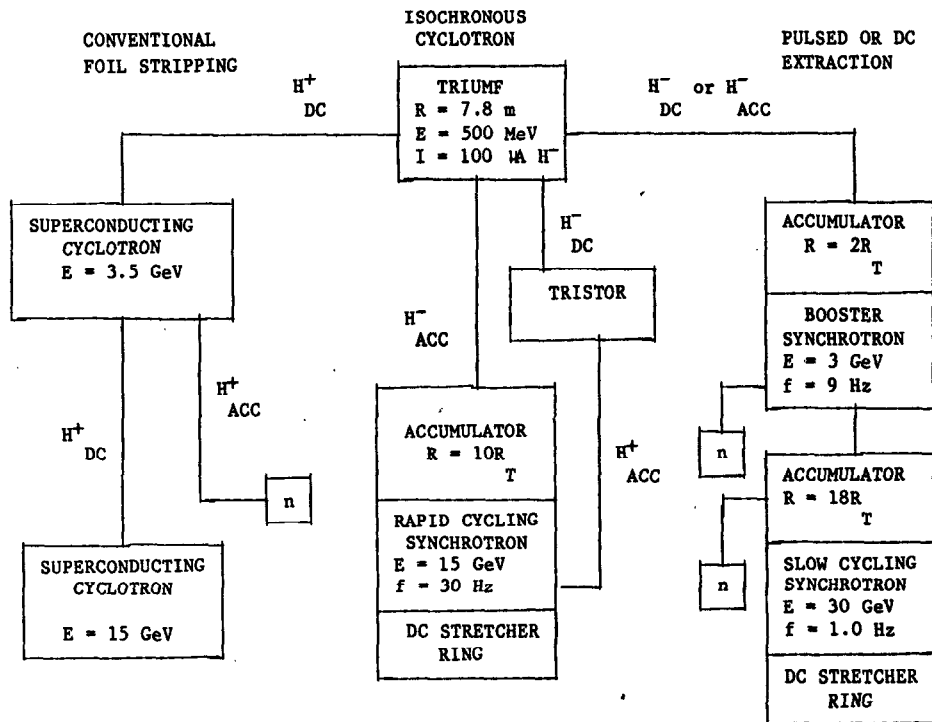 CONVENTIONAL
FOIL STRIPPING
ISOCHRONOUS
CYCLOTRON
PULSED OR DC
EXTRACTION
H+
DC
TRIUMF
R = 7.8 m
E = 500 MeV
I = 100 μA H-
H- or H-
DC ACC
SUPERCONDUCTING
CYCLOTRON
E = 3.5 GeV
H+
DC
H+
ACC
n
SUPERCONDUCTING
CYCLOTRON
E = 15 GeV
H-
ACC
H-
DC
TRISTOR
H+
ACC
ACCUMULATOR
R = 10R
T
RAPID CYCLING
SYNCHROTRON
E = 15 GeV
f = 30 Hz
DC STRETCHER
RING
ACCUMULATOR
R = 2R
T
BOOSTER
SYNCHROTRON
E = 3 GeV
f = 9 Hz
n
ACCUMULATOR
R = 18R
T
n
SLOW CYCLING
SYNCHROTRON
E = 30 GeV
f = 1.0 Hz
DC STRETCHER
RING